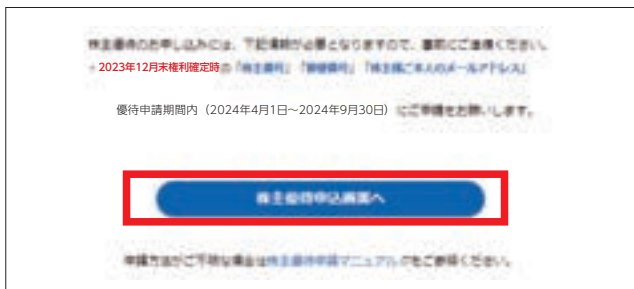 株主優待のお申し込みには、下記情報が必要となりますので、事前にご準備ください。
・2023年12月末権利確定時の「株主番号」「郵便番号」「株主様ご本人のメールアドレス」
優待申請期間内（2024年4月1日～2024年9月30日）にご申請をお願いします。
株主優待申込画面へ
申請方法がご不明な場合は株主優待申請マニュアルをご参照ください。